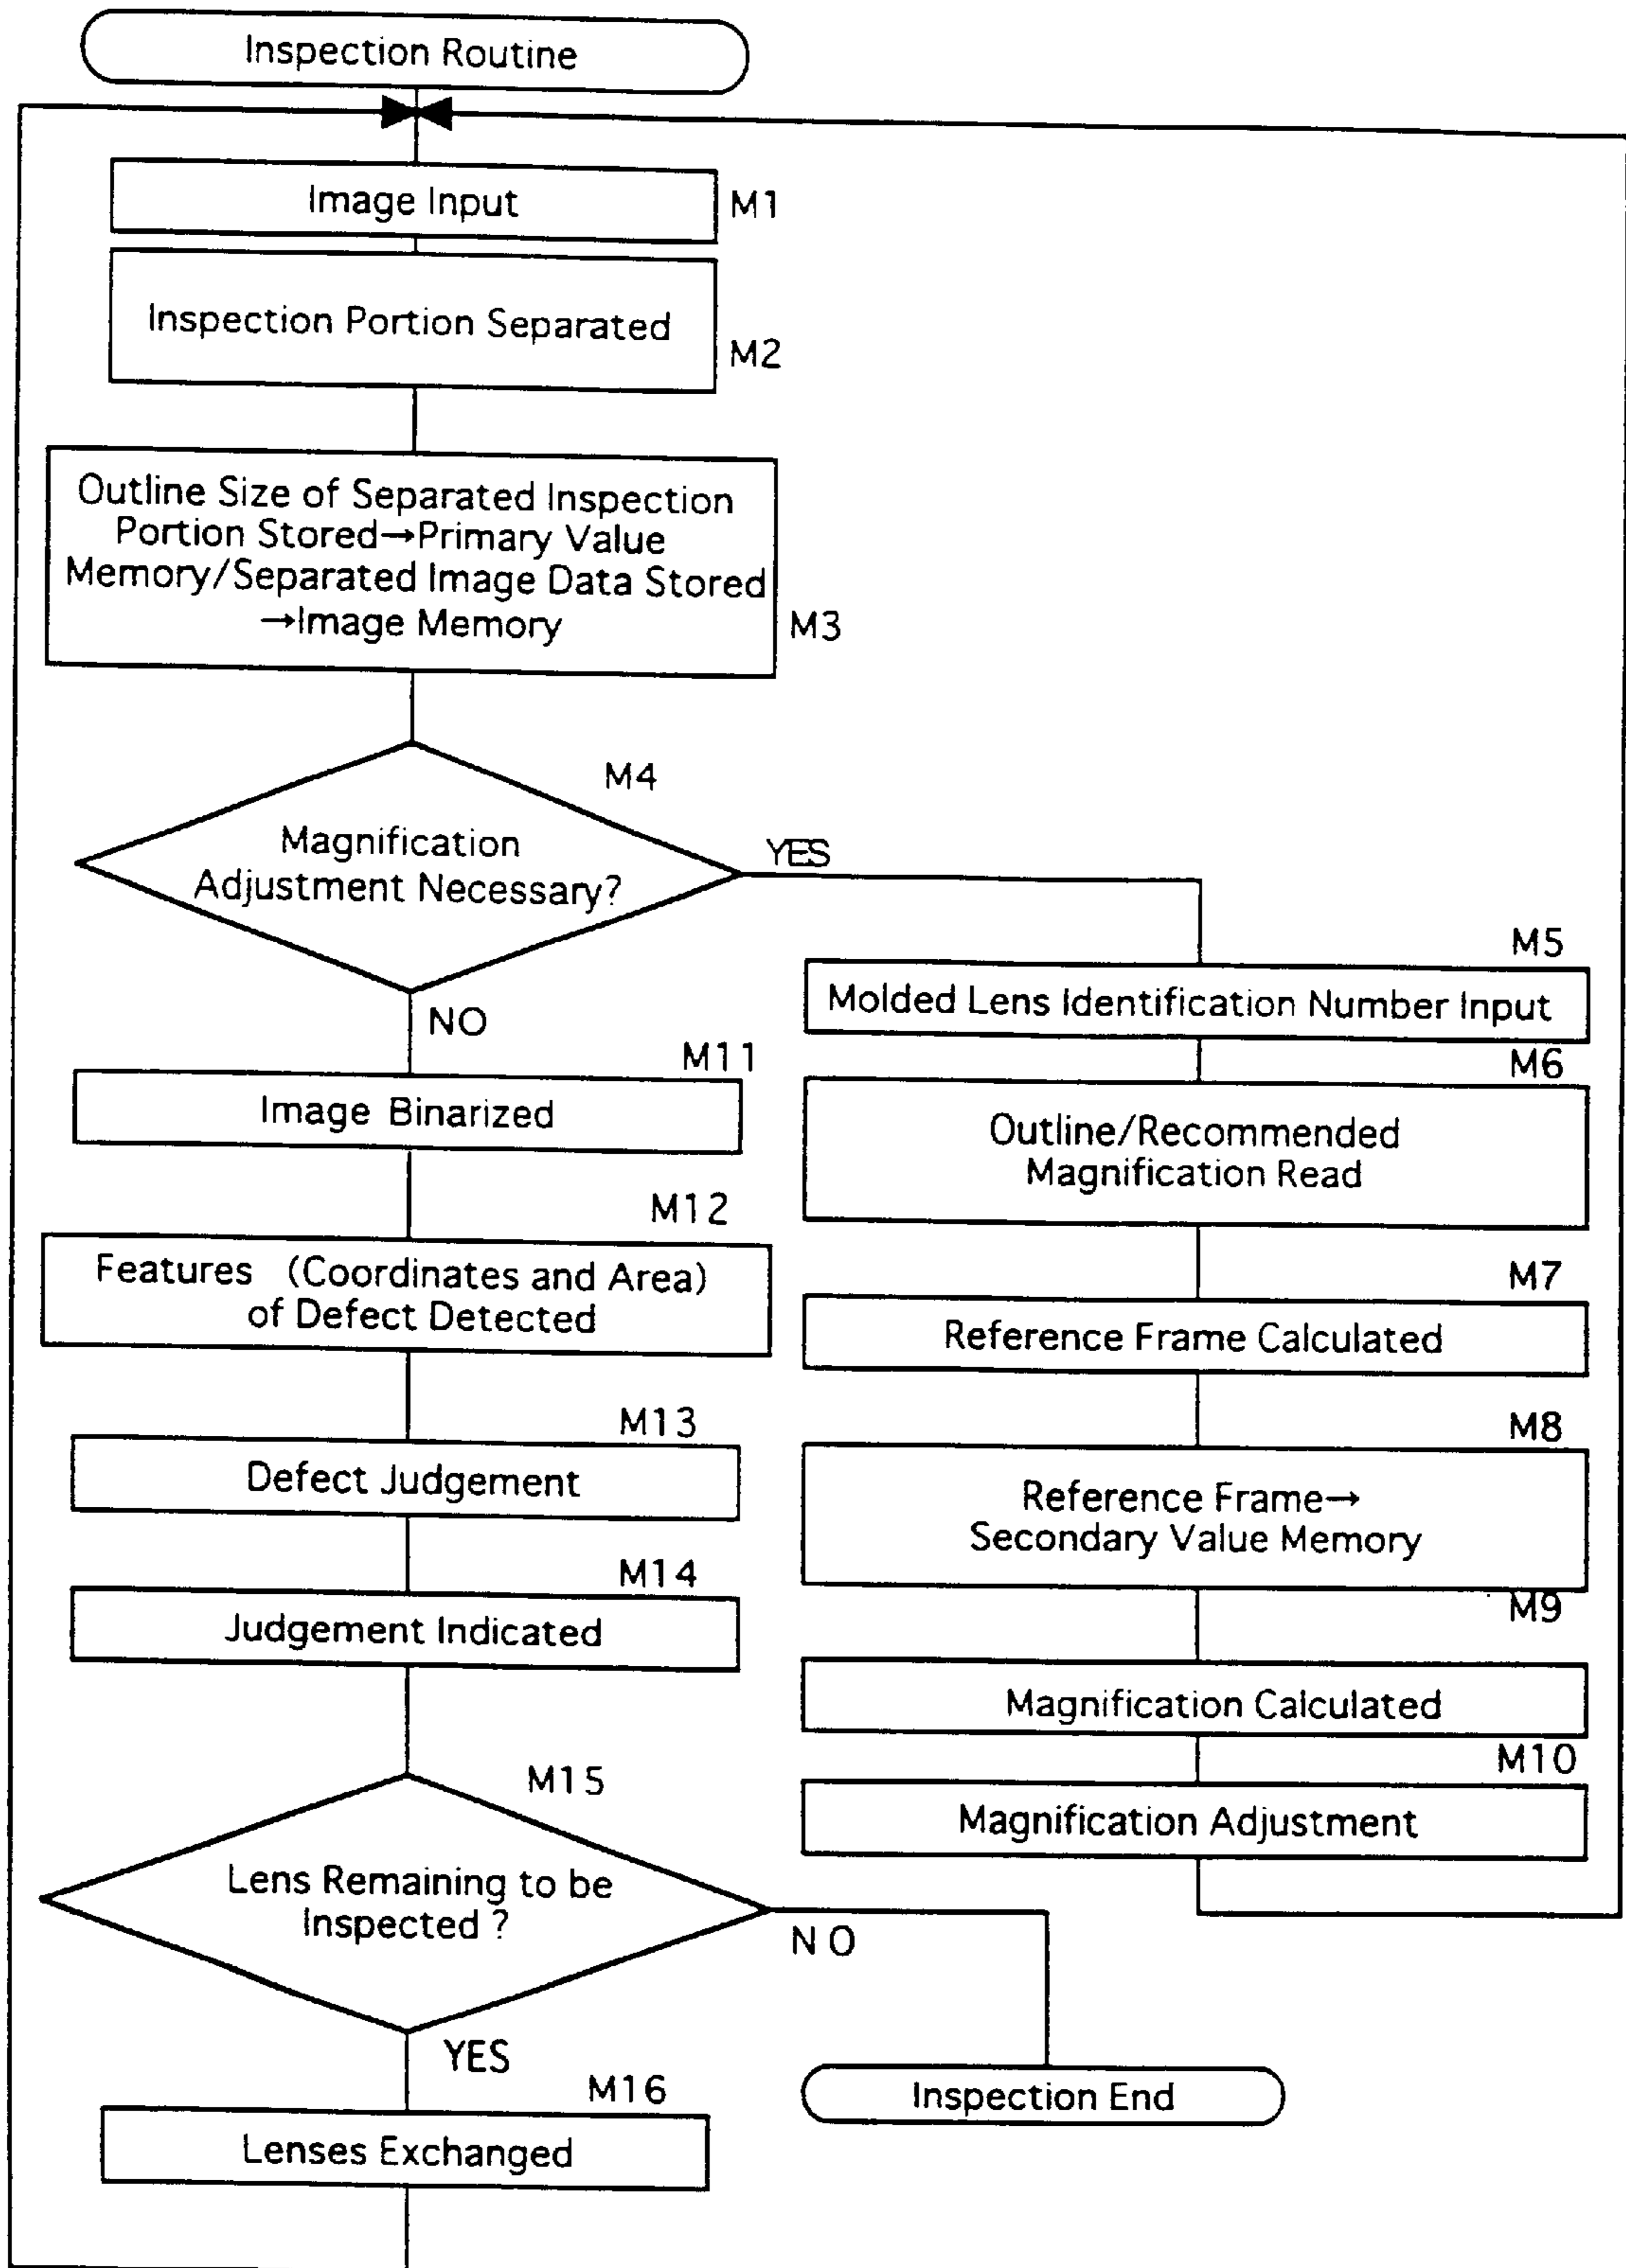 Inspection Routine
Image Input
M1
Inspection Portion Separated
M2
Outline Size of Separated Inspection
Portion Stored→Primary Value
Memory/Separated Image Data Stored
→Image Memory
M3
M4
Magnification
Adjustment Necessary?
YES
NO
M5
Molded Lens Identification Number Input
M6
Outline/Recommended
Magnification Read
M7
Reference Frame Calculated
M8
Reference Frame→
Secondary Value Memory
M9
Magnification Calculated
M10
Magnification Adjustment
M11
Image Binarized
M12
Features (Coordinates and Area)
of Defect Detected
M13
Defect Judgement
M14
Judgement Indicated
M15
Lens Remaining to be
Inspected ?
NO
YES
M16
Lenses Exchanged
Inspection End